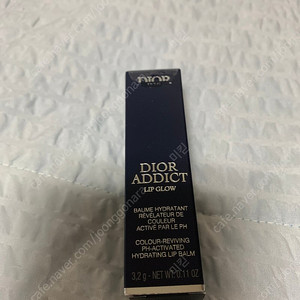 DIOR
DIOR
ADDICT
LIP GLOW
BAUME HYDRATANT
RÉVÉLATEUR DE
COULEUR
ACTIVÉ PAR LE PH
COLOUR-REVIVING
PH-ACTIVATED
HYDRATING LIP BALM
3.2 g - NET WT. 0.11 OZ.